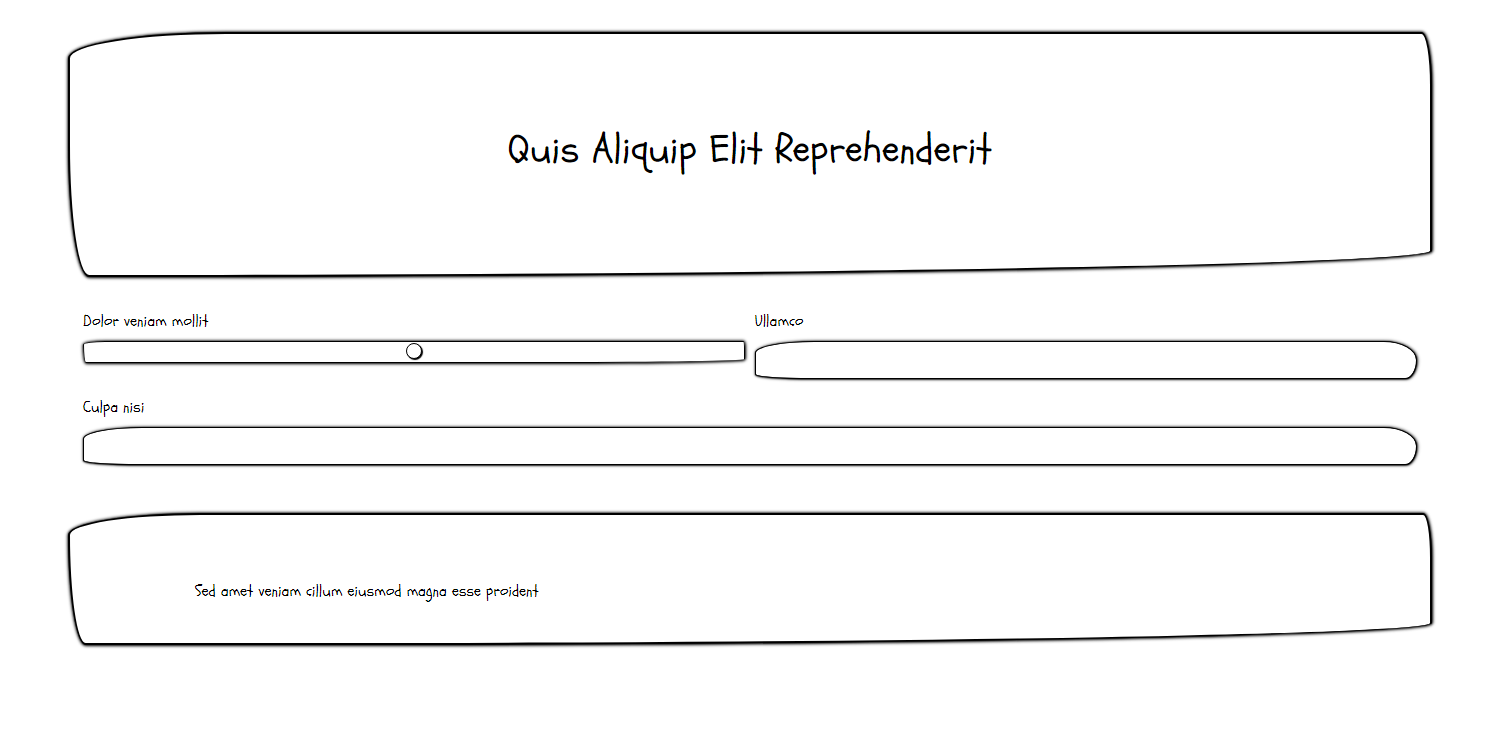 Quis Aliquip Elit Reprehenderit
Dolor veniam mollit
Ullamco
Culpa nisi
Sed amet veniam cillum eiusmod magna esse proident